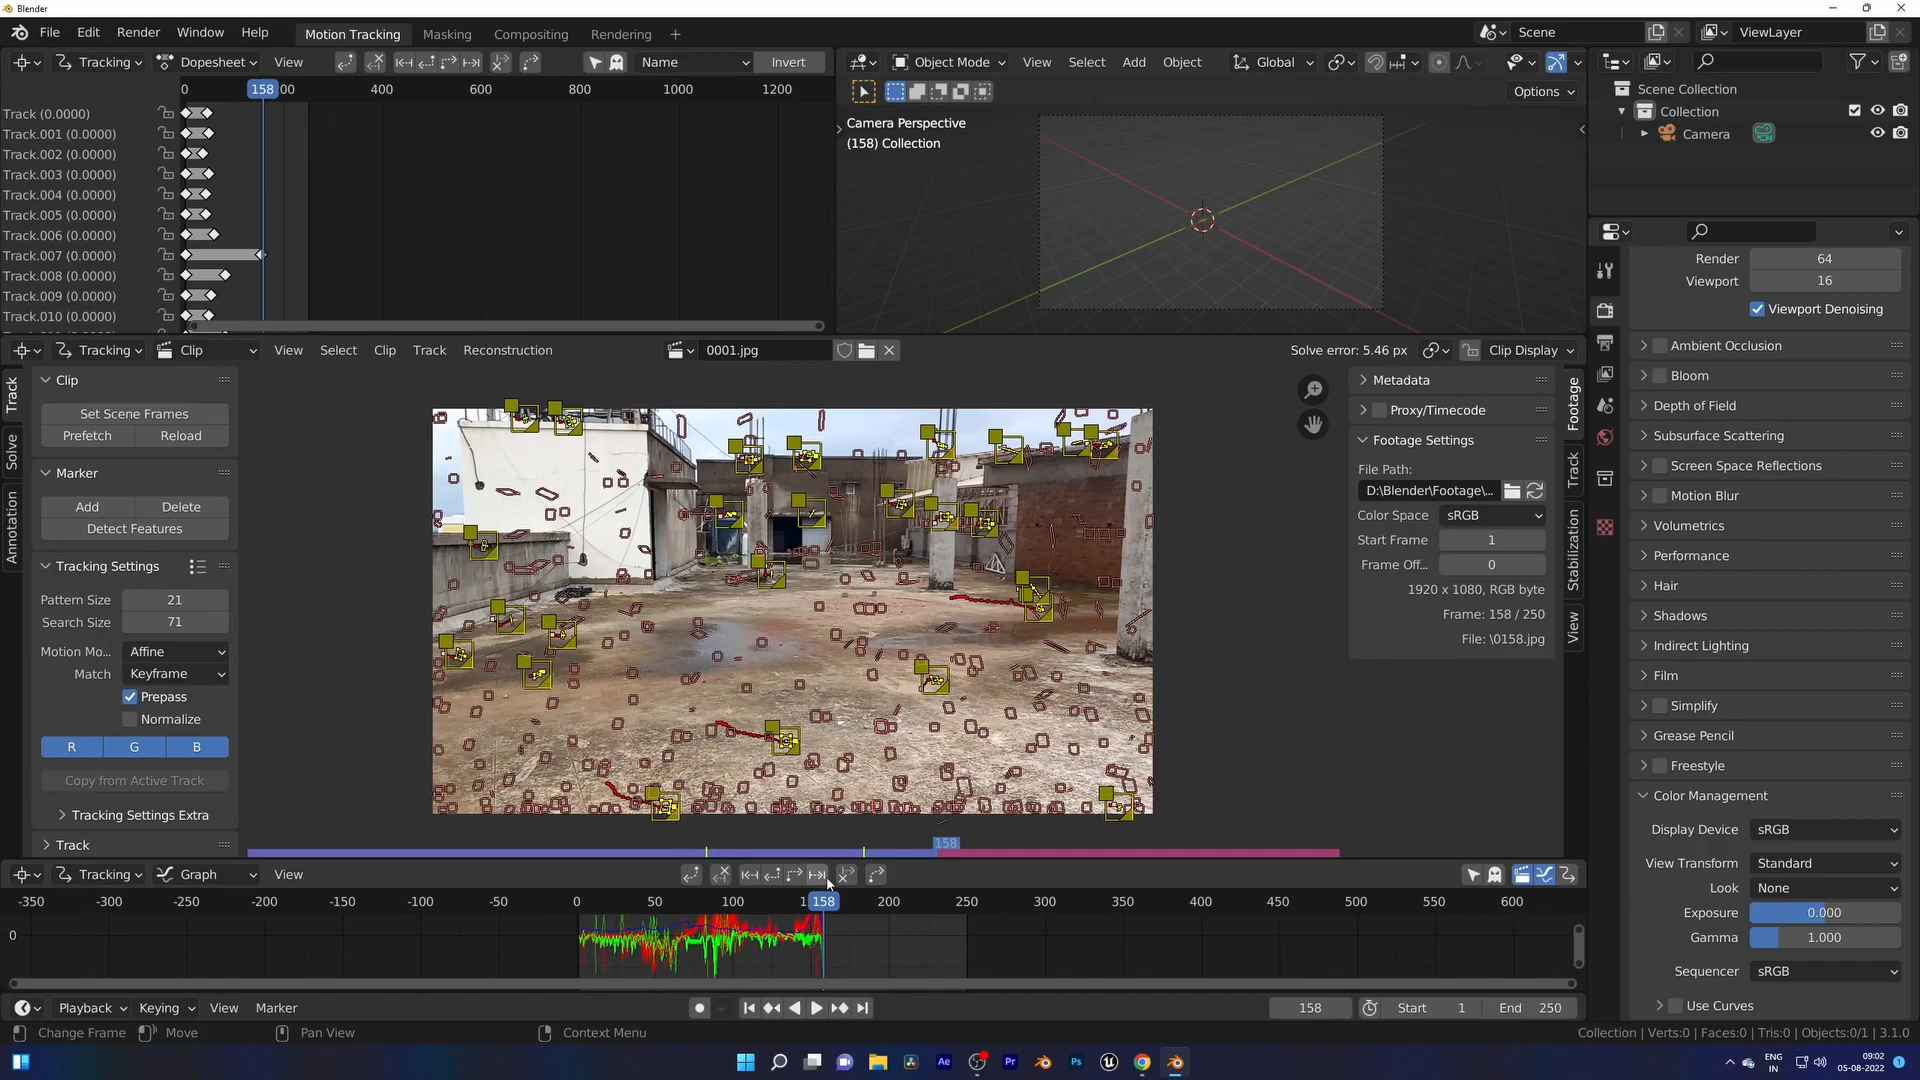 Blender
File Edit Render Window Help Motion Tracking Masking Compositing Rendering + Scene ViewLayer
Tracking Dopesheet View Name Invert Object Mode View Select Add Object Global
Options
0 158 00 400 600 800 1000 1200
Track (0.0000)
Track.001 (0.0000)
Track.002 (0.0000)
Track.003 (0.0000)
Track.004 (0.0000)
Track.005 (0.0000)
Track.006 (0.0000)
Track.007 (0.0000)
Track.008 (0.0000)
Track.009 (0.0000)
Track.010 (0.0000)
Camera Perspective
(158) Collection
Scene Collection
Collection
Camera
Render 64
Viewport 16
Viewport Denoising
Ambient Occlusion
Bloom
Depth of Field
Subsurface Scattering
Screen Space Reflections
Motion Blur
Volumetrics
Performance
Hair
Shadows
Indirect Lighting
Film
Simplify
Grease Pencil
Freestyle
Color Management
Display Device sRGB
View Transform Standard
Look None
Exposure 0.000
Gamma 1.000
Sequencer sRGB
Use Curves
Tracking Clip View Select Clip Track Reconstruction 0001.jpg Solve error: 5.46 px Clip Display
Track
Solve
Annotation
Clip
Set Scene Frames
Prefetch Reload
Marker
Add Delete
Detect Features
Tracking Settings
Pattern Size 21
Search Size 71
Motion Mo... Affine
Match Keyframe
Prepass
Normalize
R G B
Copy from Active Track
Tracking Settings Extra
Track
Metadata
Proxy/Timecode
Footage Settings
File Path:
D:\Blender\Footage\...
Color Space sRGB
Start Frame 1
Frame Off... 0
1920 x 1080, RGB byte
Frame: 158 / 250
File: \0158.jpg
Footage
Track
Stabilization
View
158
Tracking Graph View
-350 -300 -250 -200 -150 -100 -50 0 50 100 158 200 250 300 350 400 450 500 550 600
0
Playback Keying View Marker 158 Start 1 End 250
Change Frame Move Pan View Context Menu Collection | Verts:0 | Faces:0 | Tris:0 | Objects:0/1 | 3.1.0
Ae Pr Ps
ENG
IN
09:02
05-08-2022
1